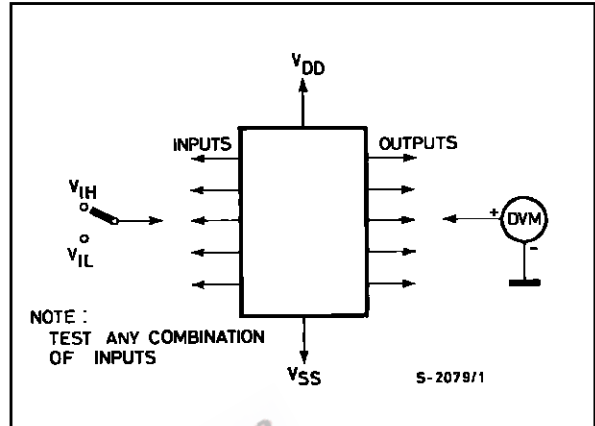 VDD
INPUTS
OUTPUTS
VIH
VIL
+
DVM
-
NOTE :
TEST ANY COMBINATION
OF INPUTS
VSS
S-2079/1